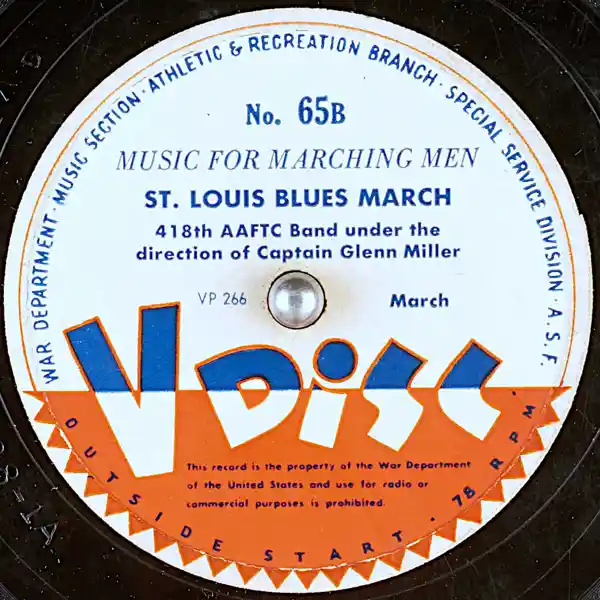 WAR DEPARTMENT · MUSIC SECTION · ATHLETIC & RECREATION BRANCH · SPECIAL SERVICE DIVISION · A. S. F.
No. 65B
MUSIC FOR MARCHING MEN
ST. LOUIS BLUES MARCH
418th AAFTC Band under the
direction of Captain Glenn Miller
VP 266
March
V DiSC
This record is the property of the War Department
of the United States and use for radio or
commercial purposes is prohibited.
OUTSIDE START · 78 RPM